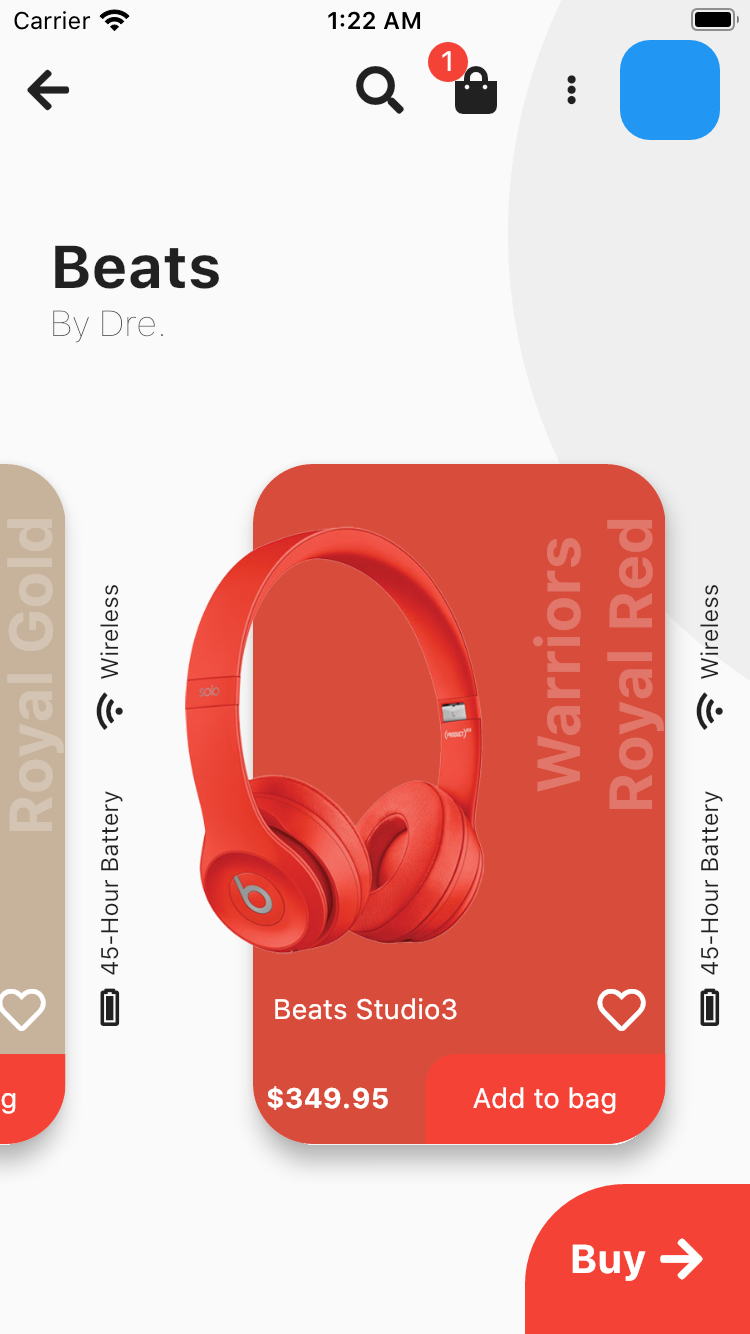 Carrier
1:22 AM
1
Beats
By Dre.
Royal Gold
Wireless
45-Hour Battery
g
solo
Warriors
Royal Red
Beats Studio3
$349.95
Add to bag
Wireless
45-Hour Battery
Buy